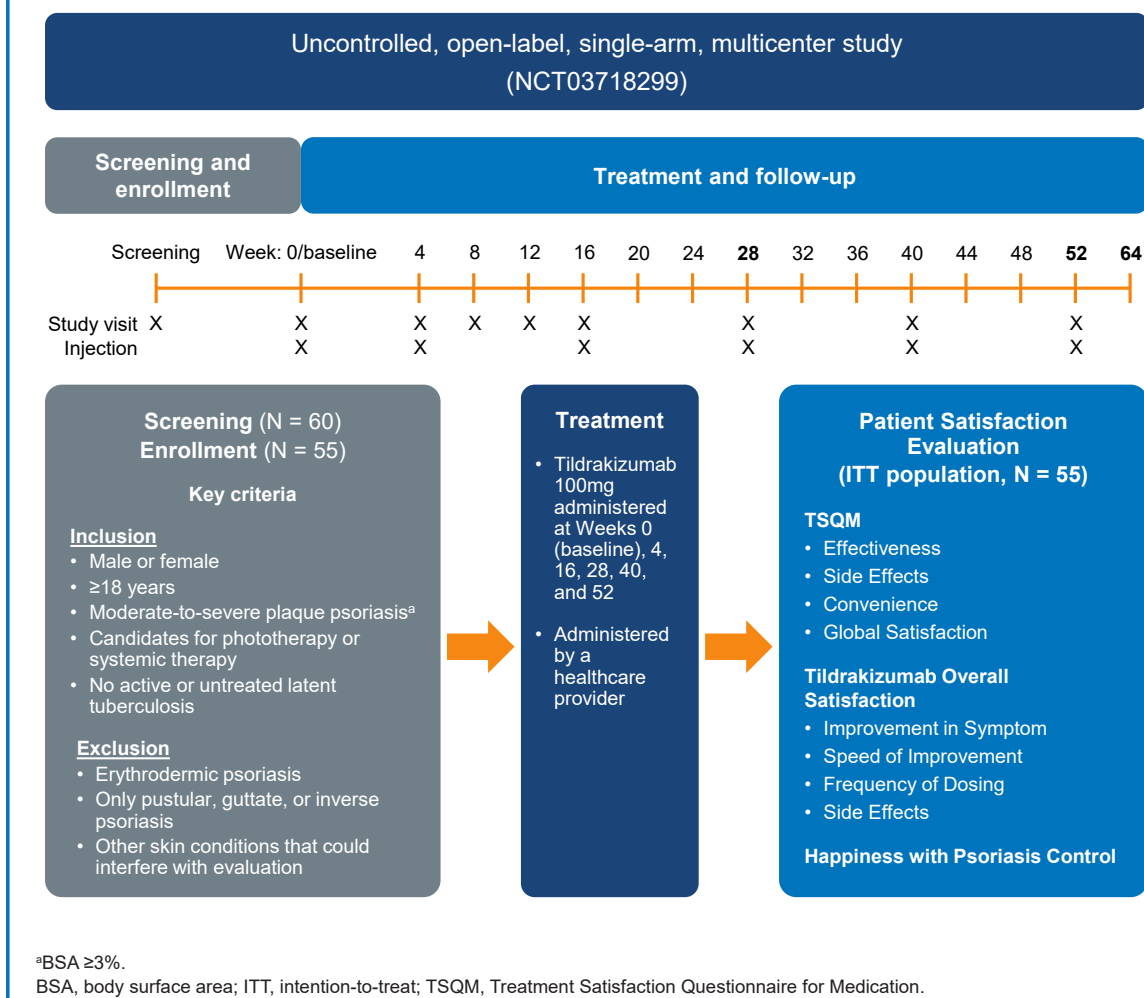 Uncontrolled, open-label, single-arm, multicenter study
(NCT03718299)
Screening and
enrollment
Treatment and follow-up
Screening Week: 0/baseline 4 8 12 16 20 24 28 32 36 40 44 48 52 64
Study visit X X X X X X X X X
Injection X X X X X X
Screening (N = 60)
Enrollment (N = 55)
Key criteria
Inclusion
• Male or female
• ≥18 years
• Moderate-to-severe plaque psoriasisᵃ
• Candidates for phototherapy or
systemic therapy
• No active or untreated latent
tuberculosis
Exclusion
• Erythrodermic psoriasis
• Only pustular, guttate, or inverse
psoriasis
• Other skin conditions that could
interfere with evaluation
Treatment
• Tildrakizumab
100mg
administered
at Weeks 0
(baseline), 4,
16, 28, 40,
and 52
• Administered
by a
healthcare
provider
Patient Satisfaction
Evaluation
(ITT population, N = 55)
TSQM
• Effectiveness
• Side Effects
• Convenience
• Global Satisfaction
Tildrakizumab Overall
Satisfaction
• Improvement in Symptom
• Speed of Improvement
• Frequency of Dosing
• Side Effects
Happiness with Psoriasis Control
ᵃBSA ≥3%.
BSA, body surface area; ITT, intention-to-treat; TSQM, Treatment Satisfaction Questionnaire for Medication.